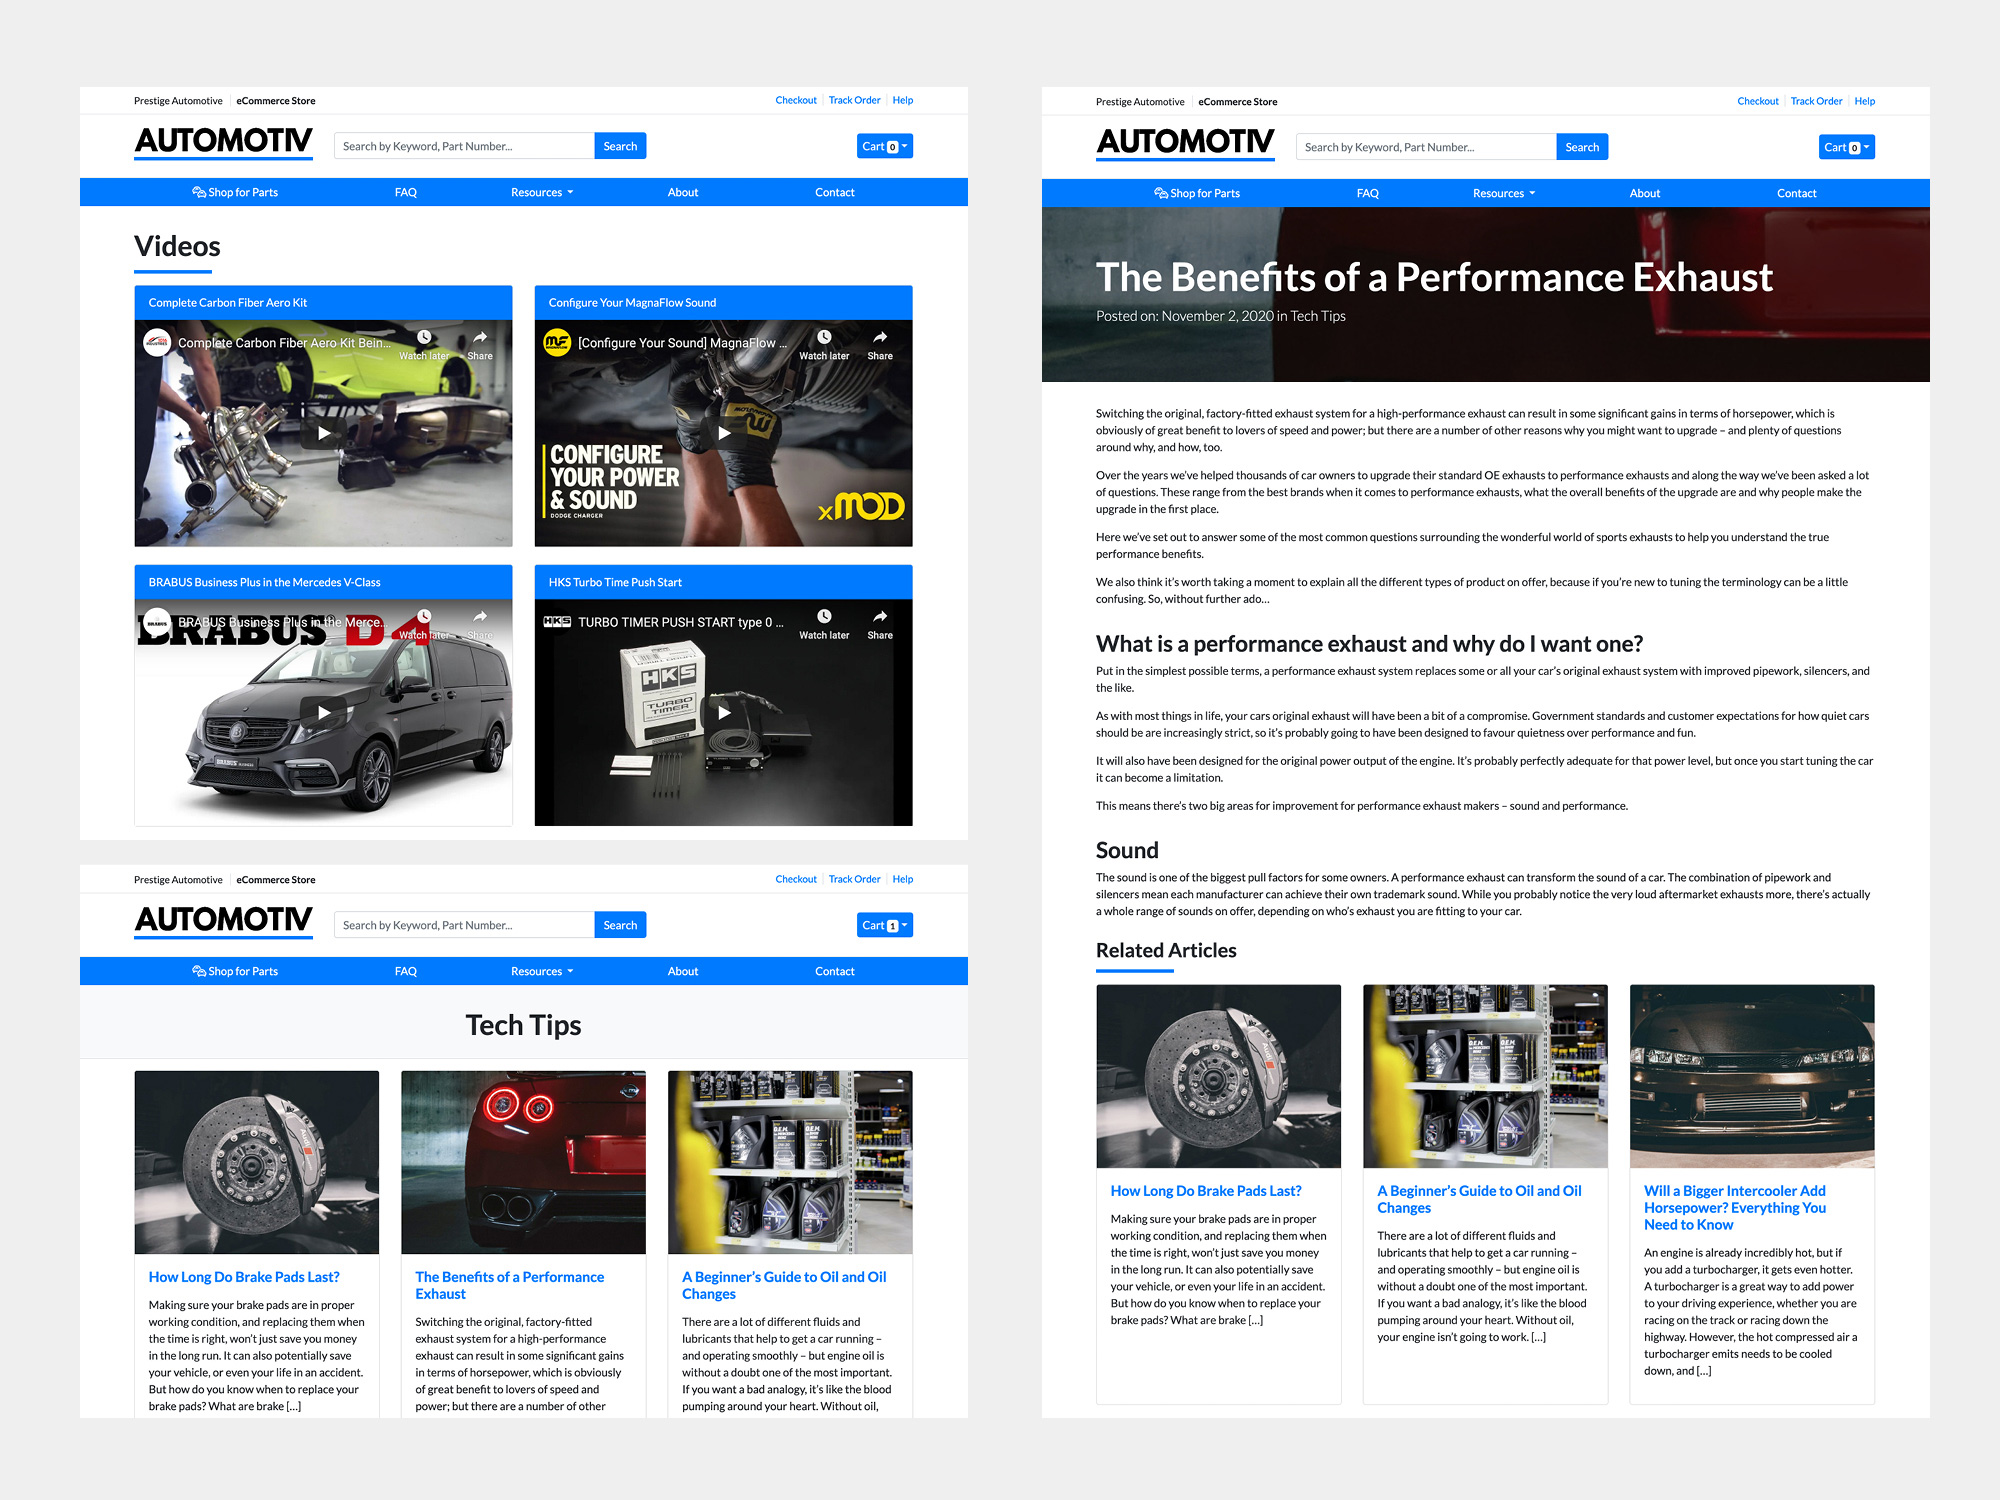 Prestige Automotive eCommerce Store
Checkout Track Order Help
AUTOMOTIV
Search by Keyword, Part Number...
Search
Cart 0
Shop for Parts FAQ Resources About Contact
Videos
Complete Carbon Fiber Aero Kit
Complete Carbon Fiber Aero Kit Bein...
Watch later
Share
Configure Your MagnaFlow Sound
[Configure Your Sound] MagnaFlow ...
Watch later
Share
CONFIGURE
YOUR POWER
& SOUND
DODGE CHARGER
xMOD
BRABUS Business Plus in the Mercedes V-Class
BRABUS Business Plus in the Merce...
Watch later
Share
BRABUS
HKS Turbo Time Push Start
HKS
TURBO TIMER PUSH START type 0 ...
Watch later
Share
HKS
TURBO
TIMER
Prestige Automotive eCommerce Store
Checkout Track Order Help
AUTOMOTIV
Search by Keyword, Part Number...
Search
Cart 1
Shop for Parts FAQ Resources About Contact
Tech Tips
How Long Do Brake Pads Last?
Making sure your brake pads are in proper
working condition, and replacing them when
the time is right, won't just save you money
in the long run. It can also potentially save
your vehicle, or even your life in an accident.
But how do you know when to replace your
brake pads? What are brake [...]
The Benefits of a Performance
Exhaust
Switching the original, factory-fitted
exhaust system for a high-performance
exhaust can result in some significant gains
in terms of horsepower, which is obviously
of great benefit to lovers of speed and
power; but there are a number of other
A Beginner's Guide to Oil and Oil
Changes
There are a lot of different fluids and
lubricants that help to get a car running –
and operating smoothly – but engine oil is
without a doubt one of the most important.
If you want a bad analogy, it's like the blood
pumping around your heart. Without oil,
Prestige Automotive eCommerce Store
Checkout Track Order Help
AUTOMOTIV
Search by Keyword, Part Number...
Search
Cart 0
Shop for Parts FAQ Resources About Contact
The Benefits of a Performance Exhaust
Posted on: November 2, 2020 in Tech Tips
Switching the original, factory-fitted exhaust system for a high-performance exhaust can result in some significant gains in terms of horsepower, which is
obviously of great benefit to lovers of speed and power; but there are a number of other reasons why you might want to upgrade – and plenty of questions
around why, and how, too.
Over the years we've helped thousands of car owners to upgrade their standard OE exhausts to performance exhausts and along the way we've been asked a lot
of questions. These range from the best brands when it comes to performance exhausts, what the overall benefits of the upgrade are and why people make the
upgrade in the first place.
Here we've set out to answer some of the most common questions surrounding the wonderful world of sports exhausts to help you understand the true
performance benefits.
We also think it's worth taking a moment to explain all the different types of product on offer, because if you're new to tuning the terminology can be a little
confusing. So, without further ado...
What is a performance exhaust and why do I want one?
Put in the simplest possible terms, a performance exhaust system replaces some or all your car's original exhaust system with improved pipework, silencers, and
the like.
As with most things in life, your cars original exhaust will have been a bit of a compromise. Government standards and customer expectations for how quiet cars
should be are increasingly strict, so it's probably going to have been designed to favour quietness over performance and fun.
It will also have been designed for the original power output of the engine. It's probably perfectly adequate for that power level, but once you start tuning the car
it can become a limitation.
This means there's two big areas for improvement for performance exhaust makers – sound and performance.
Sound
The sound is one of the biggest pull factors for some owners. A performance exhaust can transform the sound of a car. The combination of pipework and
silencers mean each manufacturer can achieve their own trademark sound. While you probably notice the very loud aftermarket exhausts more, there's actually
a whole range of sounds on offer, depending on who's exhaust you are fitting to your car.
Related Articles
How Long Do Brake Pads Last?
Making sure your brake pads are in proper
working condition, and replacing them when
the time is right, won't just save you money
in the long run. It can also potentially save
your vehicle, or even your life in an accident.
But how do you know when to replace your
brake pads? What are brake [...]
A Beginner's Guide to Oil and Oil
Changes
There are a lot of different fluids and
lubricants that help to get a car running –
and operating smoothly – but engine oil is
without a doubt one of the most important.
If you want a bad analogy, it's like the blood
pumping around your heart. Without oil,
your engine isn't going to work. [...]
Will a Bigger Intercooler Add
Horsepower? Everything You
Need to Know
An engine is already incredibly hot, but if
you add a turbocharger, it gets even hotter.
A turbocharger is a great way to add power
to your driving experience, whether you are
racing on the track or racing down the
highway. However, the hot compressed air a
turbocharger emits needs to be cooled
down, and [...]